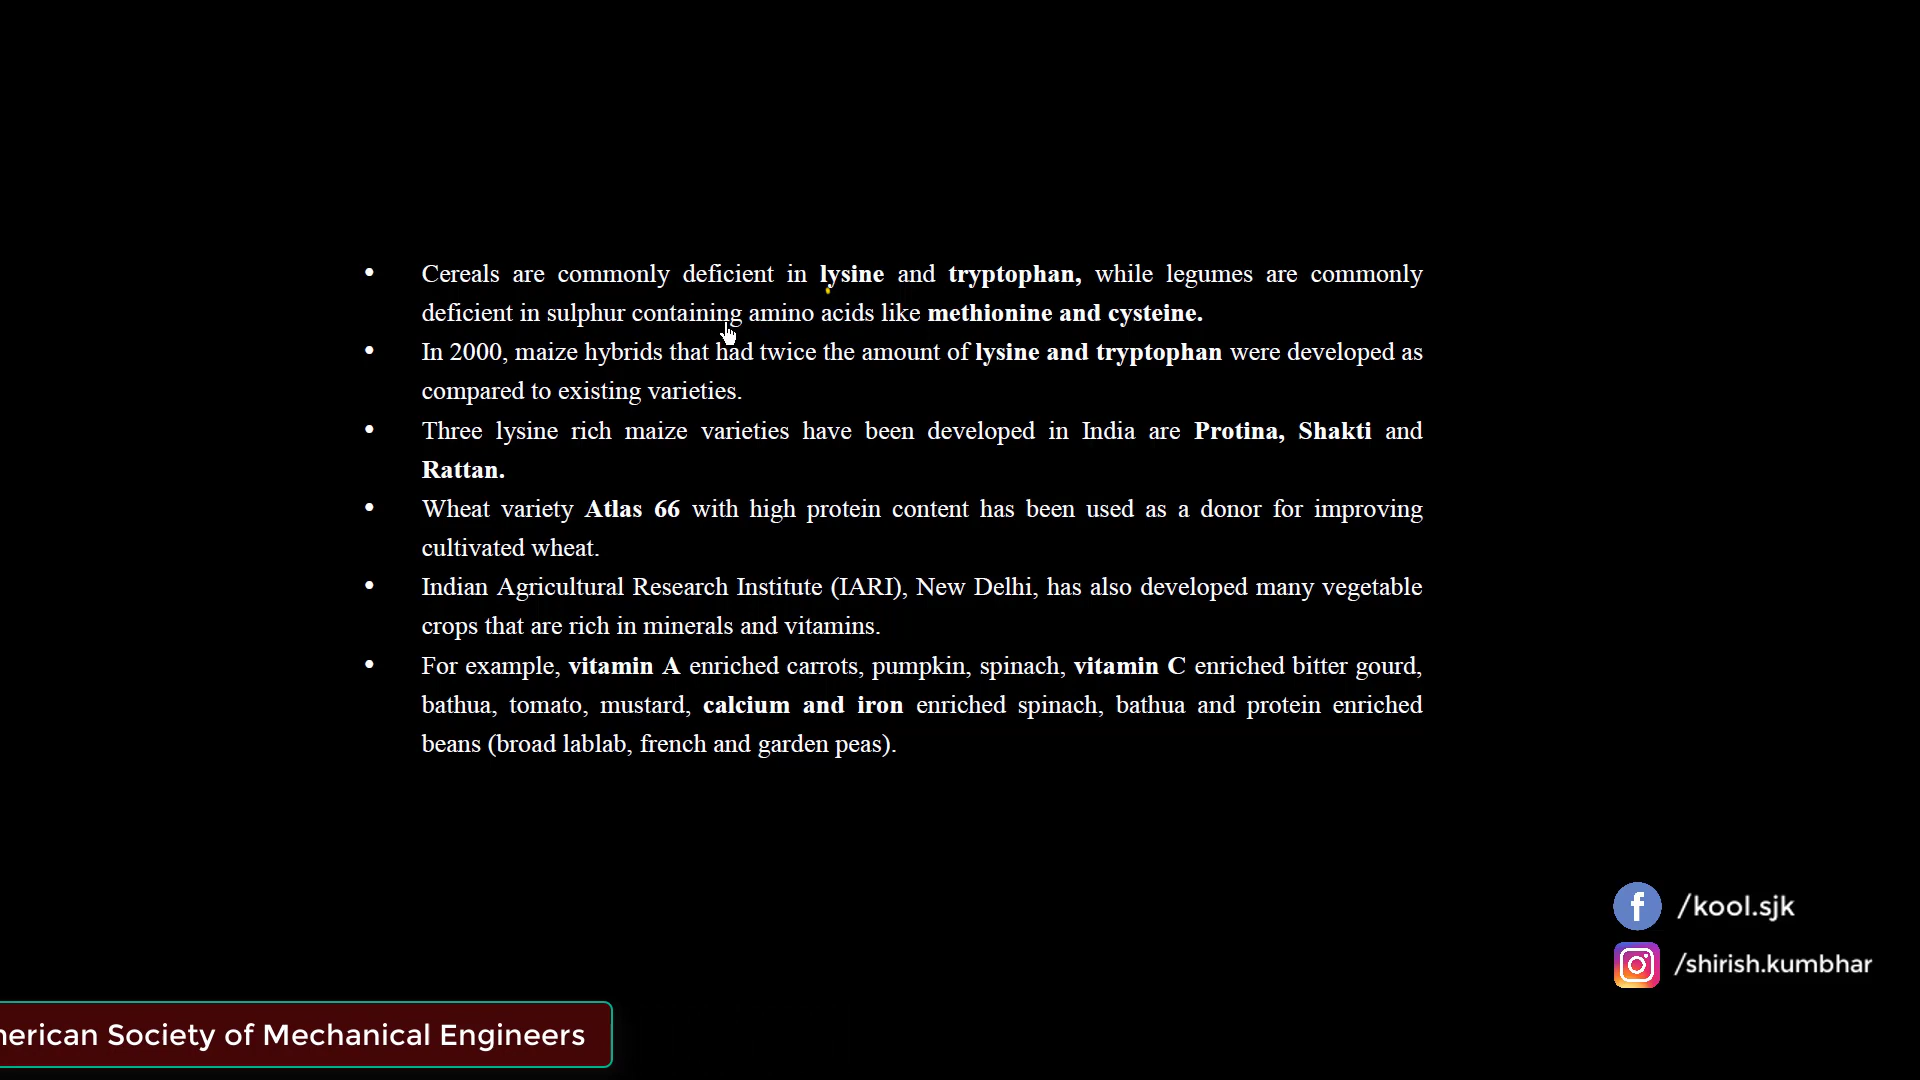 • Cereals are commonly deficient in lysine and tryptophan, while legumes are commonly
deficient in sulphur containing amino acids like methionine and cysteine.
• In 2000, maize hybrids that had twice the amount of lysine and tryptophan were developed as
compared to existing varieties.
• Three lysine rich maize varieties have been developed in India are Protina, Shakti and
Rattan.
• Wheat variety Atlas 66 with high protein content has been used as a donor for improving
cultivated wheat.
• Indian Agricultural Research Institute (IARI), New Delhi, has also developed many vegetable
crops that are rich in minerals and vitamins.
• For example, vitamin A enriched carrots, pumpkin, spinach, vitamin C enriched bitter gourd,
bathua, tomato, mustard, calcium and iron enriched spinach, bathua and protein enriched
beans (broad lablab, french and garden peas).
/kool.sjk
/shirish.kumbhar
Society of Mechanical Engineers